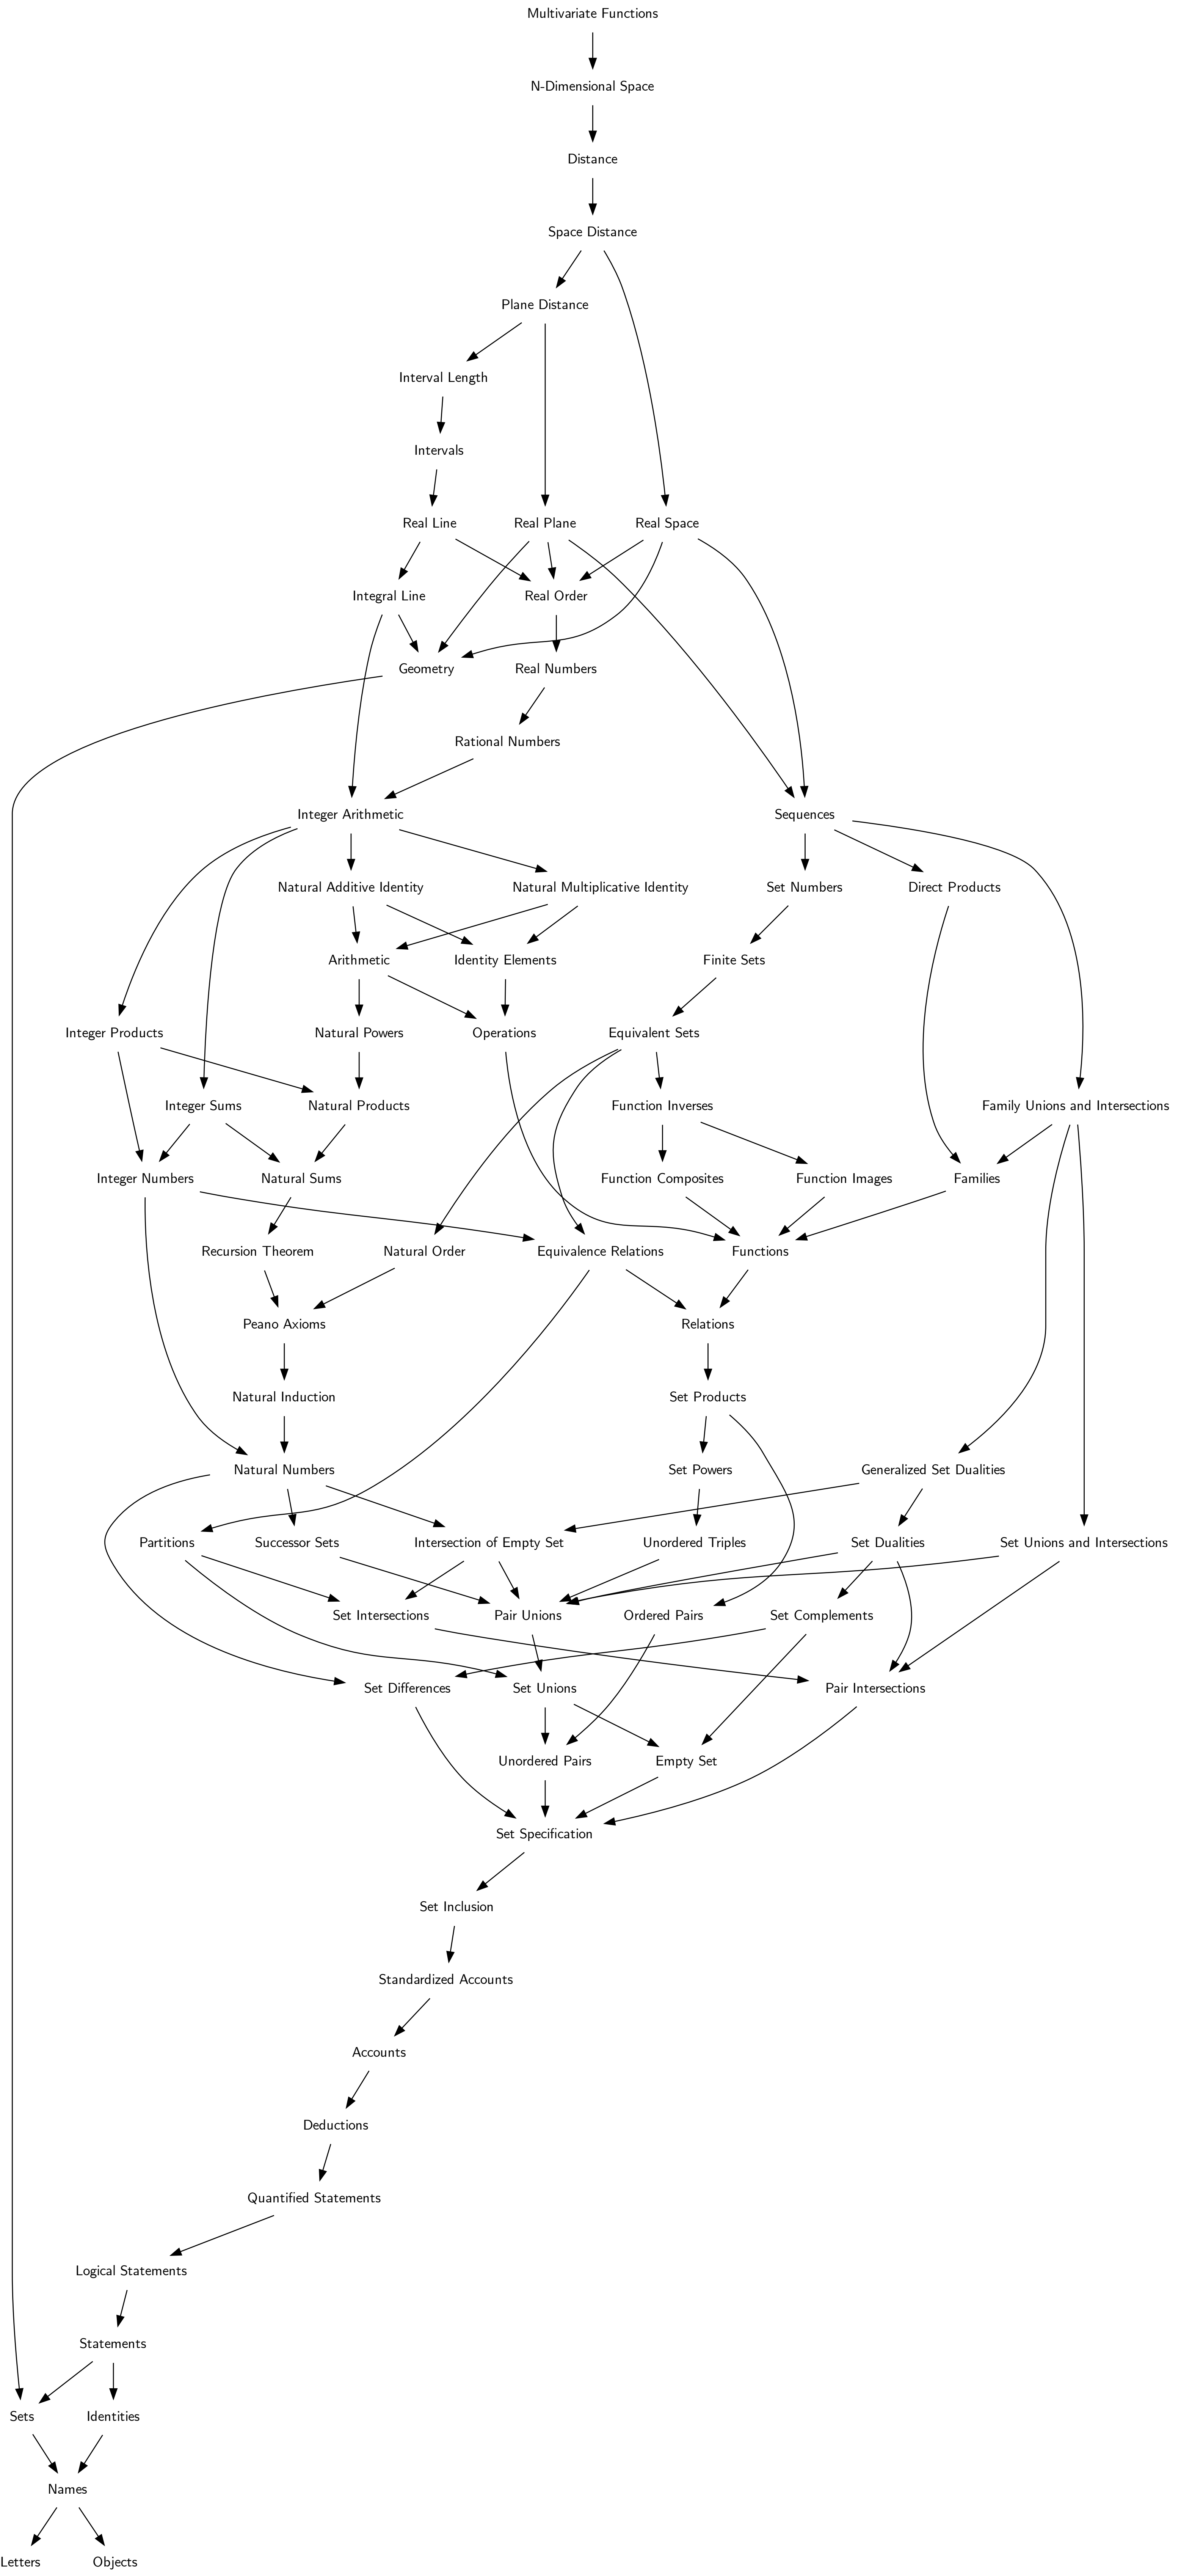 Multivariate Functions
N-Dimensional Space
Distance
Space Distance
Plane Distance
Interval Length
Intervals
Real Line
Real Plane
Real Space
Integral Line
Real Order
Geometry
Real Numbers
Rational Numbers
Integer Arithmetic
Sequences
Natural Additive Identity
Natural Multiplicative Identity
Set Numbers
Direct Products
Arithmetic
Identity Elements
Finite Sets
Integer Products
Natural Powers
Operations
Equivalent Sets
Integer Sums
Natural Products
Function Inverses
Family Unions and Intersections
Integer Numbers
Natural Sums
Function Composites
Function Images
Families
Recursion Theorem
Natural Order
Equivalence Relations
Functions
Peano Axioms
Relations
Natural Induction
Set Products
Natural Numbers
Set Powers
Generalized Set Dualities
Partitions
Successor Sets
Intersection of Empty Set
Unordered Triples
Set Dualities
Set Unions and Intersections
Set Intersections
Pair Unions
Ordered Pairs
Set Complements
Set Differences
Set Unions
Pair Intersections
Unordered Pairs
Empty Set
Set Specification
Set Inclusion
Standardized Accounts
Accounts
Deductions
Quantified Statements
Logical Statements
Statements
Sets
Identities
Names
Letters
Objects